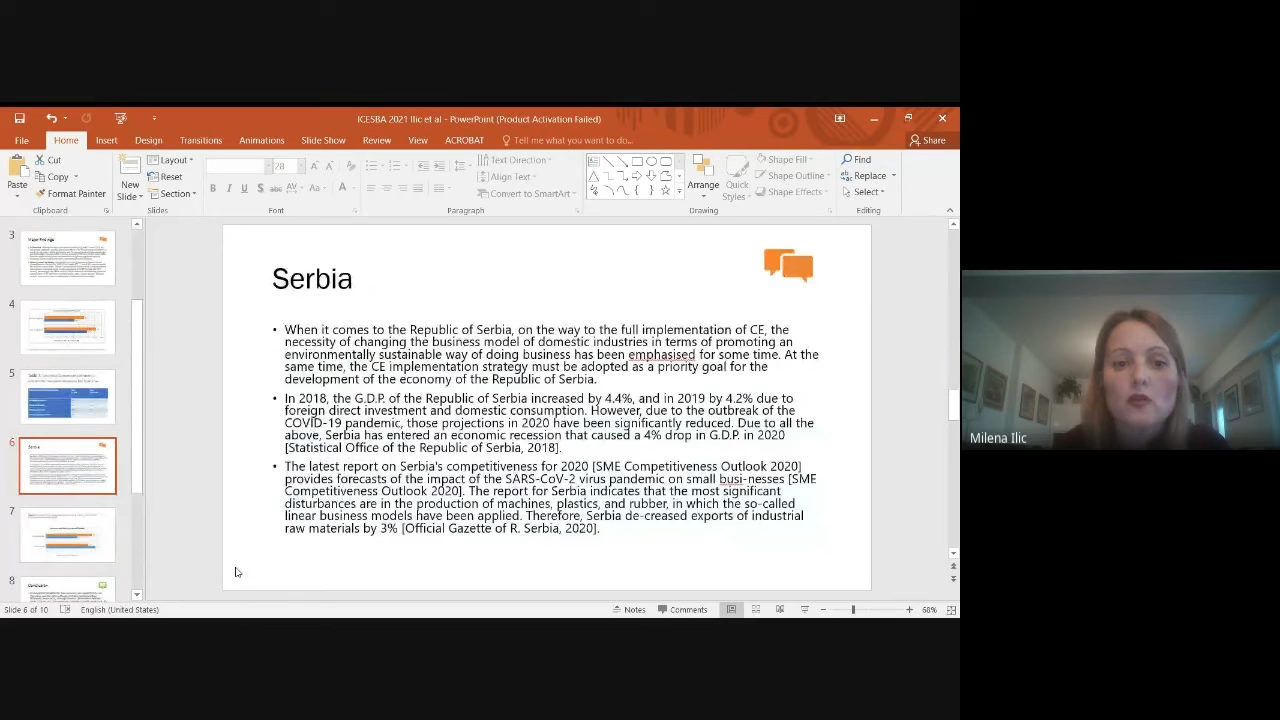 ICESBA 2021 Ilic et al - PowerPoint (Product Activation Failed)
File Home Insert Design Transitions Animations Slide Show Review View ACROBAT Tell me what you want to do... Share
Paste
Cut
Copy
Format Painter
Clipboard
New Slide
Layout
Reset
Section
Slides
28
Font
Text Direction
Align Text
Convert to SmartArt
Paragraph
Arrange
Quick Styles
Shape Fill
Shape Outline
Shape Effects
Drawing
Find
Replace
Select
Editing
3
4
5
6
7
8
Serbia
• When it comes to the Republic of Serbia, on the way to the full implementation of CE, the
necessity of changing the business model of domestic industries in terms of promoting an
environmentally sustainable way of doing business has been emphasised for some time. At the
same time, the CE implementation strategy must be adopted as a priority goal for the
development of the economy of the Republic of Serbia.
• In 2018, the G.D.P. of the Republic of Serbia increased by 4.4%, and in 2019 by 4.2% due to
foreign direct investment and domestic consumption. However, due to the outbreak of the
COVID-19 pandemic, those projections in 2020 have been significantly reduced. Due to all the
above, Serbia has entered an economic recession that caused a 4% drop in G.D.P. in 2020
[Statistical Office of the Republic of Serbia, 2018].
• The latest report on Serbia's competitiveness for 2020 [SME Competitiveness Outlook 2020]
provides forecasts of the impact of the SARS-CoV-2 virus pandemic on small busi-nesses [SME
Competitiveness Outlook 2020]. The report for Serbia indicates that the most significant
disturbances are in the production of machines, plastics, and rubber, in which the so-called
linear business models have been applied. Therefore, Serbia de-creased exports of industrial
raw materials by 3% [Official Gazette of R. Serbia, 2020].
Milena Ilic
Slide 6 of 10 English (United States) Notes Comments 68%